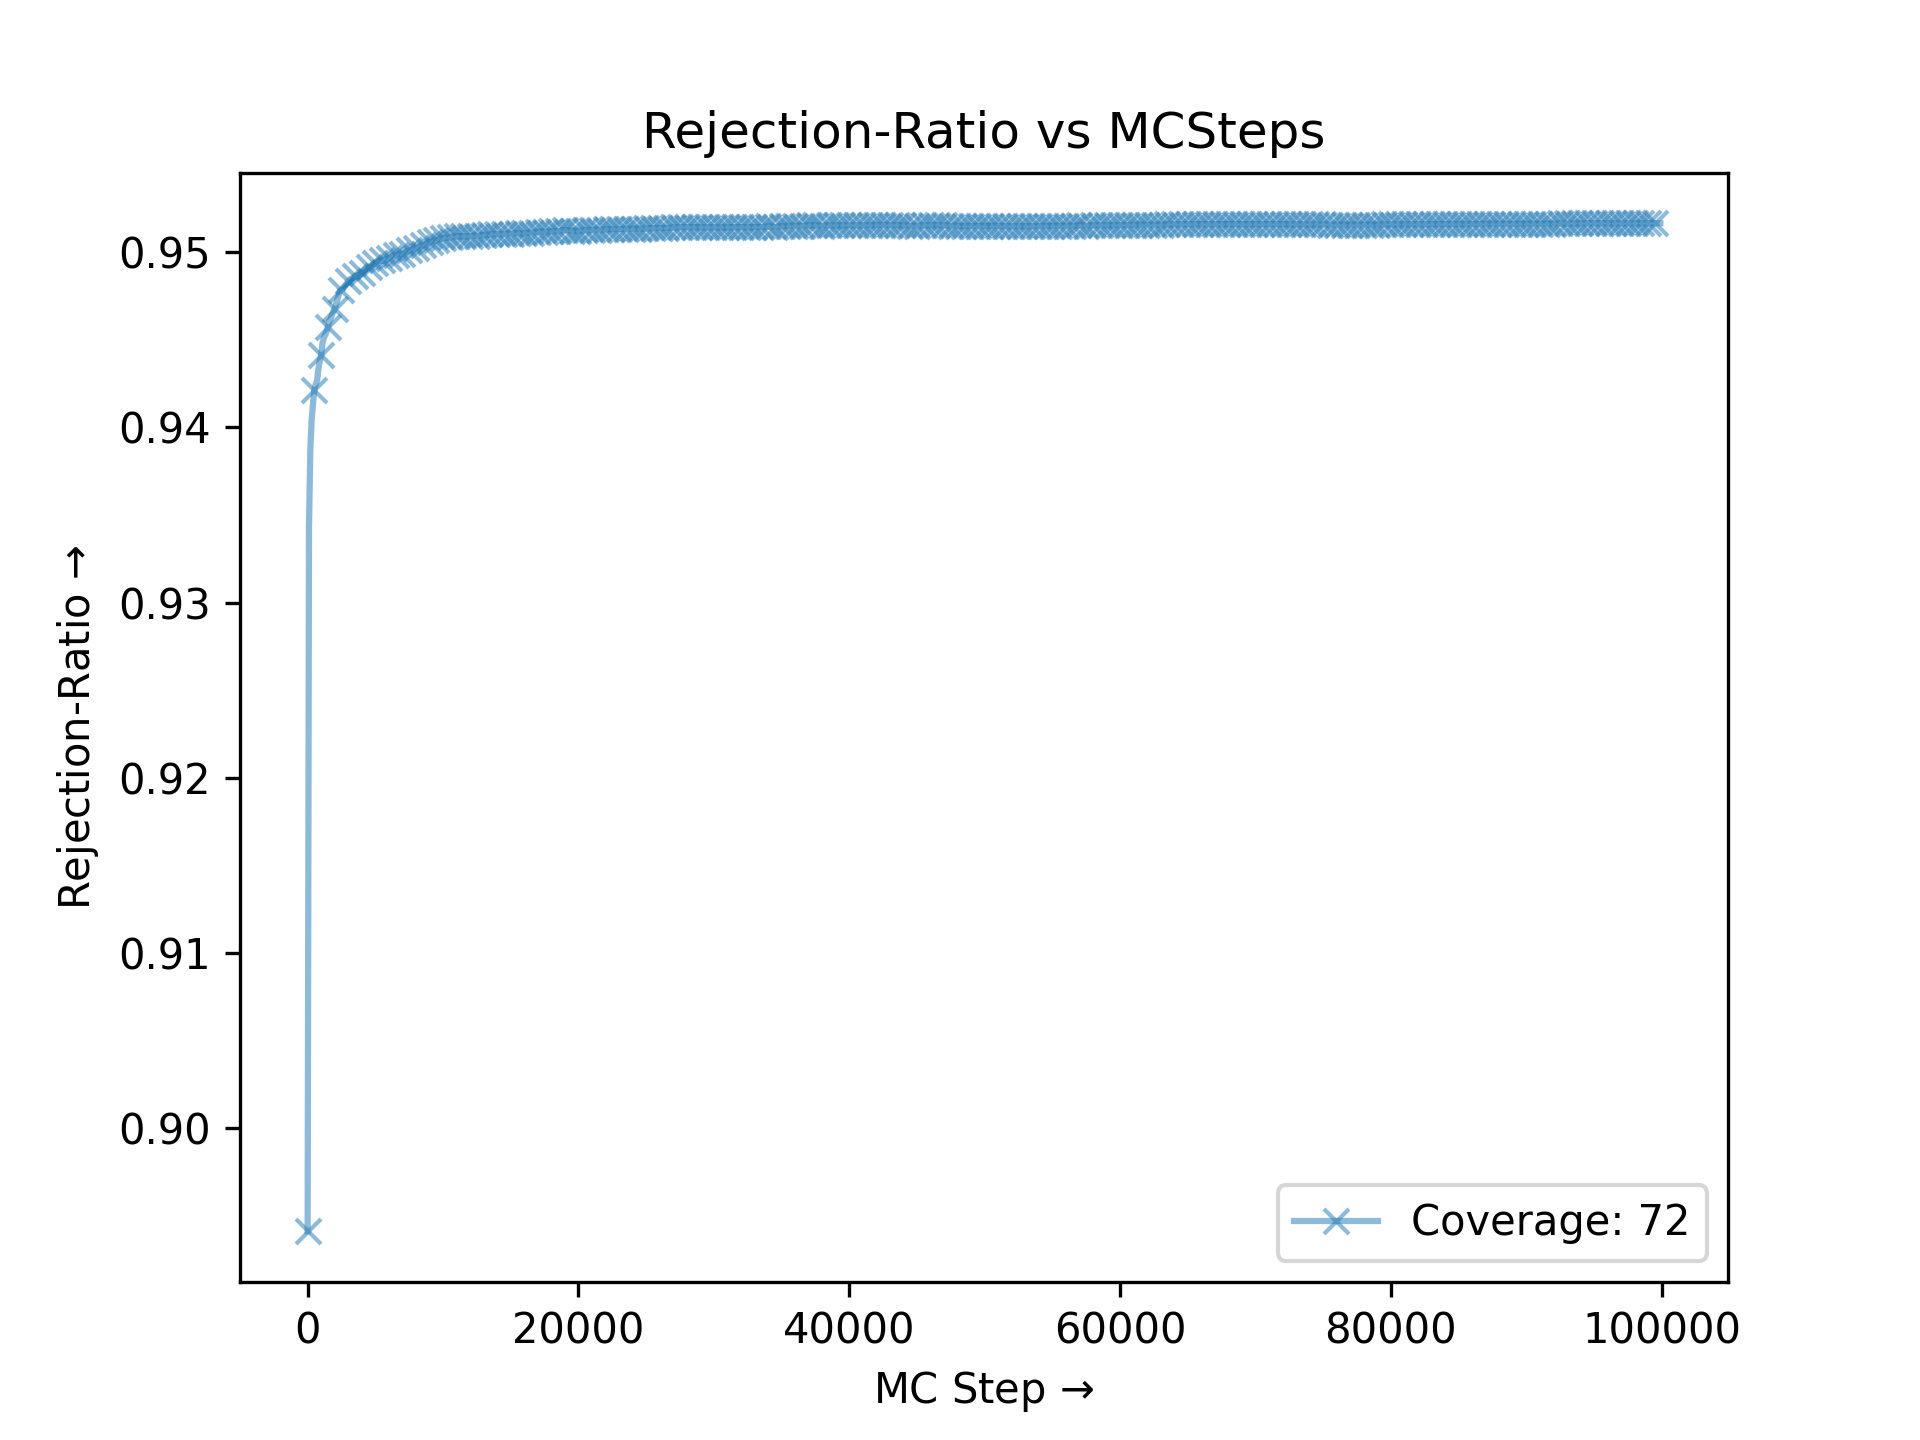 Rejection-Ratio vs MCSteps
Rejection-Ratio →
0.95
0.94
0.93
0.92
0.91
0.90
Coverage: 72
0 20000 40000 60000 80000 100000
MC Step →